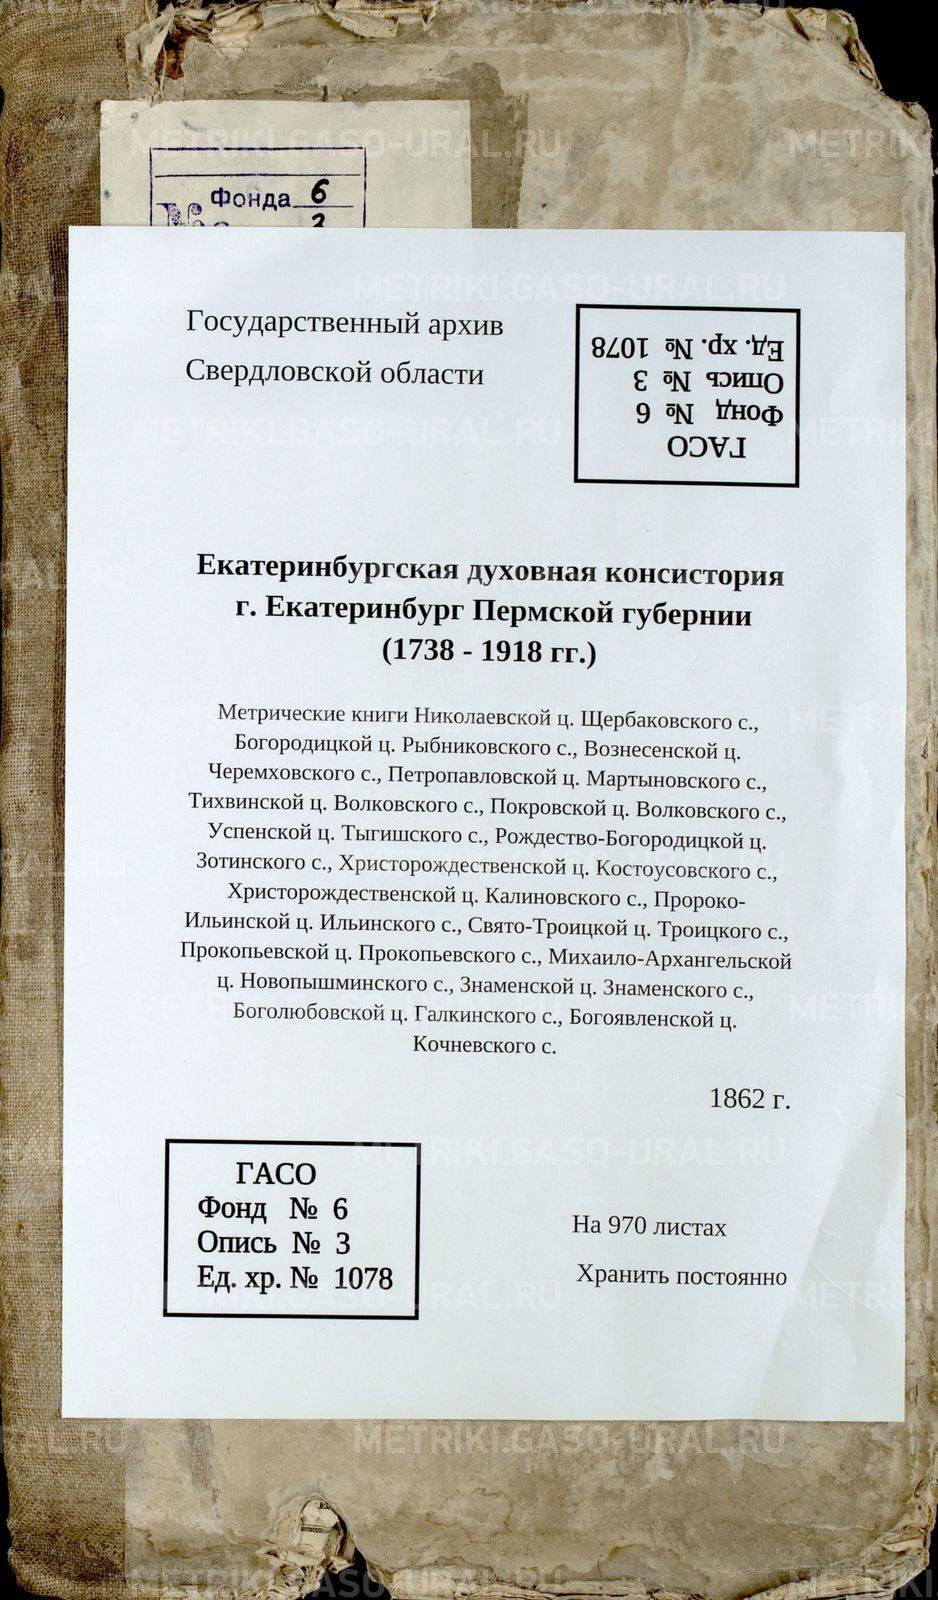 Фонда 6
3
Государственный архив
Свердловской области
ГАСО
Фонд № 6
Опись № 3
Ед. хр. № 1078
Екатеринбургская духовная консистория
г. Екатеринбург Пермской губернии
(1738 - 1918 гг.)
Метрические книги Николаевской ц. Щербаковского с.,
Богородицкой ц. Рыбниковского с., Вознесенской ц.
Черемховского с., Петропавловской ц. Мартыновского с.,
Тихвинской ц. Волковского с., Покровской ц. Волковского с.,
Успенской ц. Тыгишского с., Рождество-Богородицкой ц.
Зотинского с., Христорождественской ц. Костоусовского с.,
Христорождественской ц. Калиновского с., Пророко-
Ильинской ц. Ильинского с., Свято-Троицкой ц. Троицкого с.,
Прокопьевской ц. Прокопьевского с., Михаило-Архангельской
ц. Новопышминского с., Знаменской ц. Знаменского с.,
Боголюбовской ц. Галкинского с., Богоявленской ц.
Кочневского с.
1862 г.
ГАСО
Фонд № 6
Опись № 3
Ед. хр. № 1078
На 970 листах
Хранить постоянно
METRIKI.GASO-URAL.RU